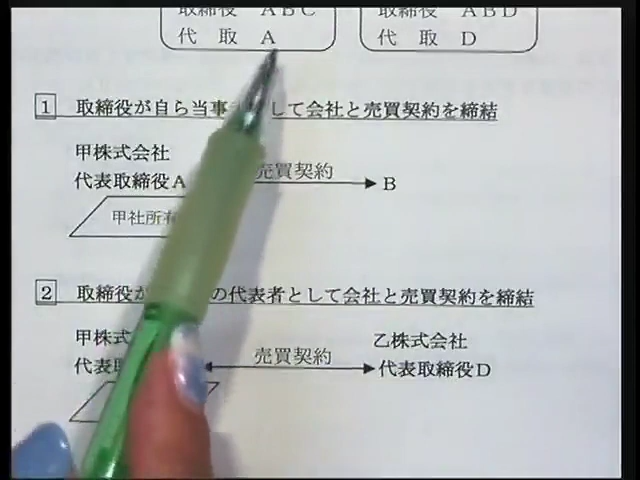 取締役 ABC 取締役 ABD
代 取 A 代 取 D
1 取締役が自ら当事 して会社と売買契約を締結
甲株式会社
代表取締役A 売買契約 B
甲社所有
2 取締役が の代表者として会社と売買契約を締結
甲株式 乙株式会社
代表取 売買契約 代表取締役D